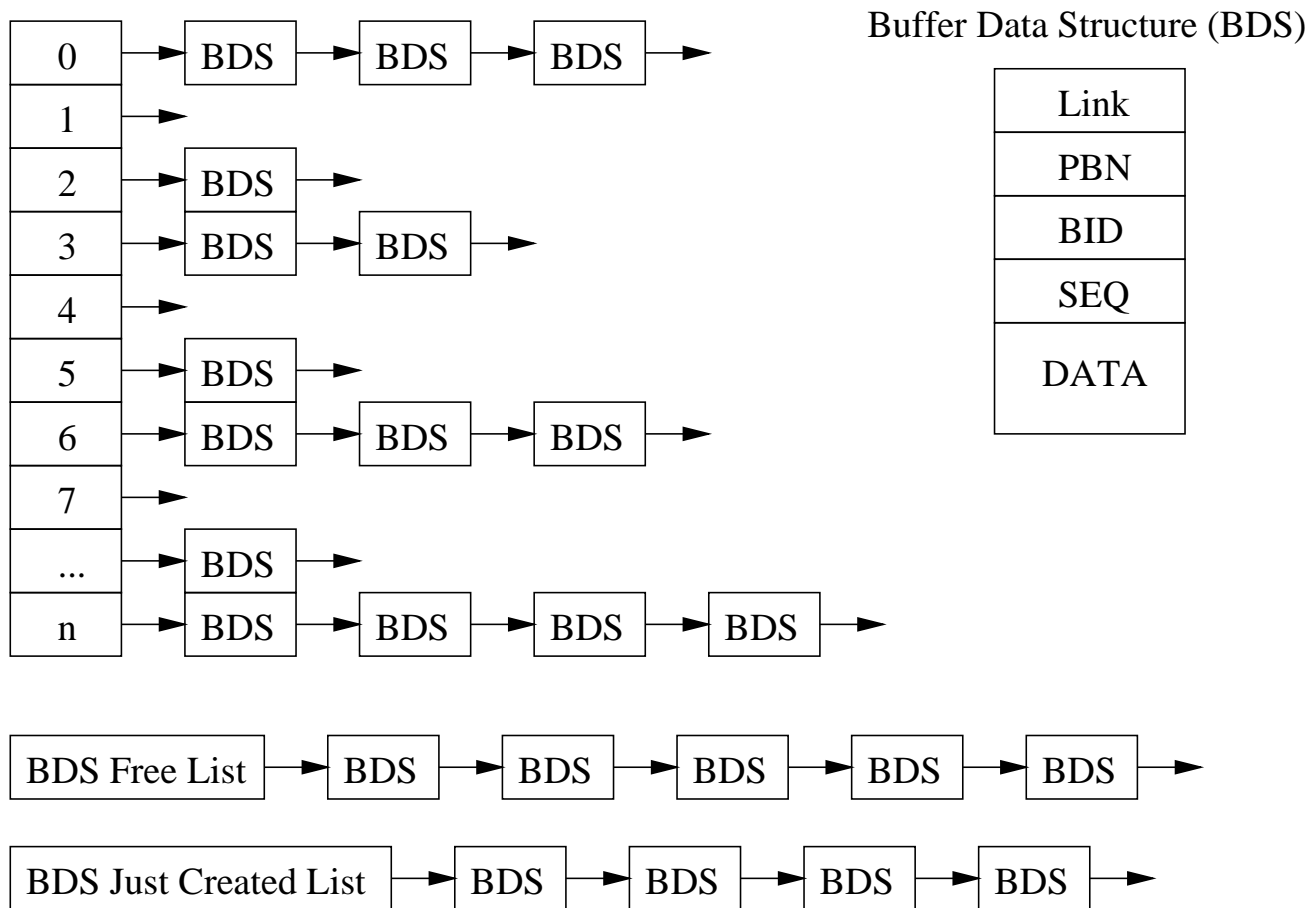 Buffer Data Structure (BDS)
0 BDS BDS BDS
1
2 BDS
3 BDS BDS
4
5 BDS
6 BDS BDS BDS
7
... BDS
n BDS BDS BDS BDS
Link
PBN
BID
SEQ
DATA
BDS Free List BDS BDS BDS BDS BDS
BDS Just Created List BDS BDS BDS BDS